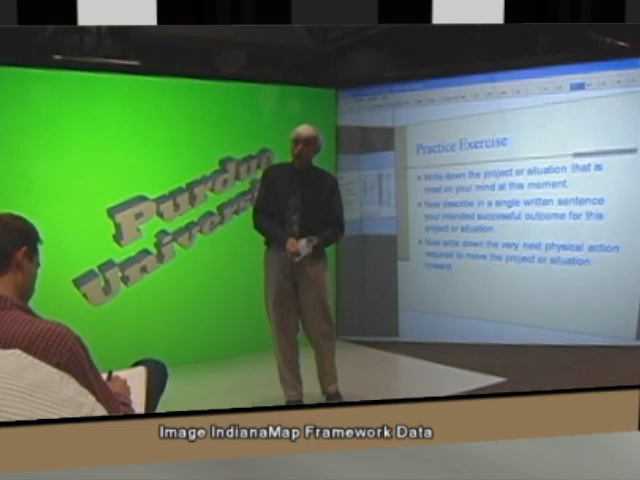 Purdue
University
Practice Exercise
Write down the project or situation that is
most on your mind at this moment.
Now describe in a single written sentence
your intended successful outcome for this
project or situation.
Now write down the very next physical action
required to move the project or situation
forward.
Image IndianaMap Framework Data